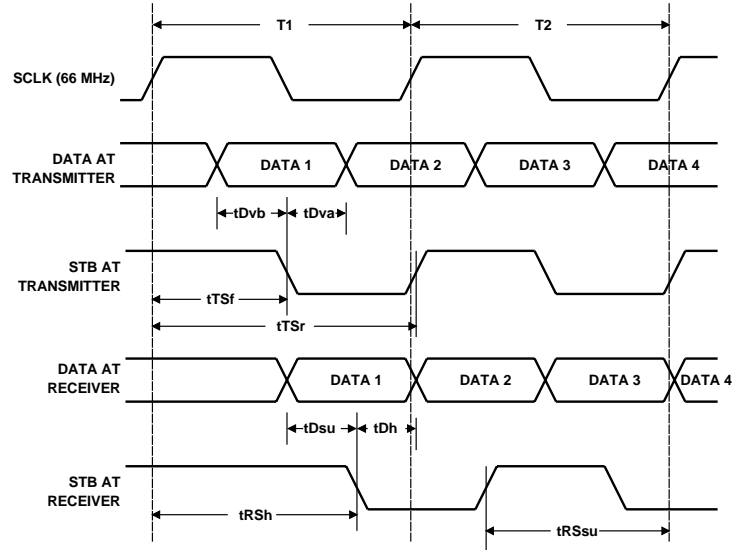 T1
T2
SCLK (66 MHz)
DATA AT
TRANSMITTER
DATA 1
DATA 2
DATA 3
DATA 4
tDvb
tDva
STB AT
TRANSMITTER
tTSf
tTSr
DATA AT
RECEIVER
DATA 1
DATA 2
DATA 3
DATA 4
tDsu
tDh
STB AT
RECEIVER
tRSh
tRSsu